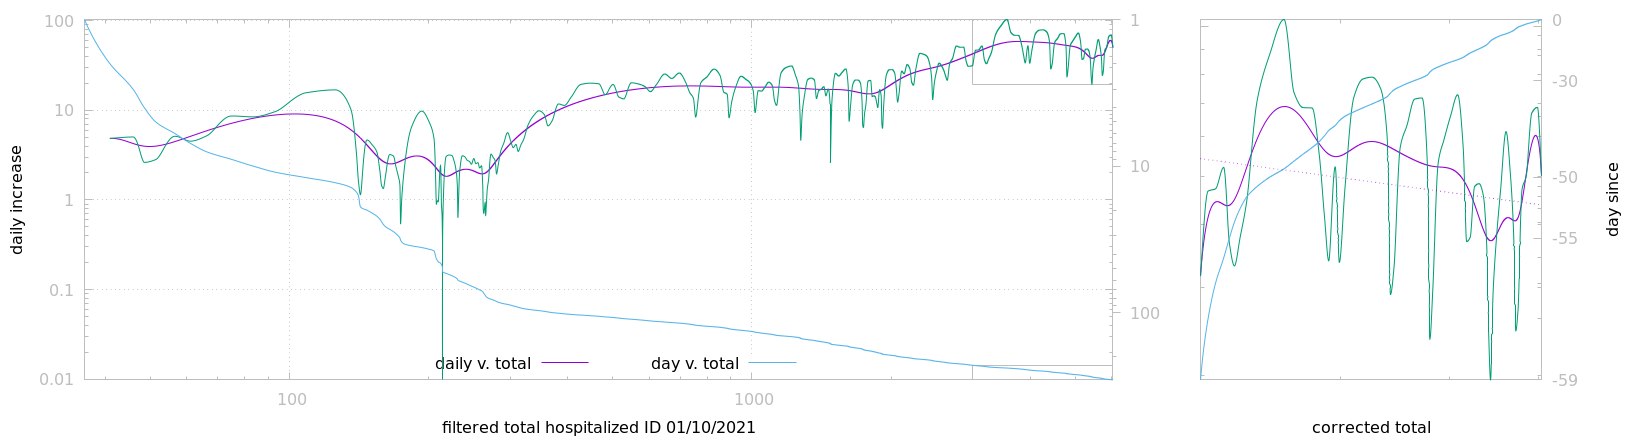 100
10
1
0.1
0.01
daily increase
100
1000
filtered total hospitalized ID 01/10/2021
daily v. total
day v. total
1
10
100
0
-30
-50
-55
-59
day since
corrected total